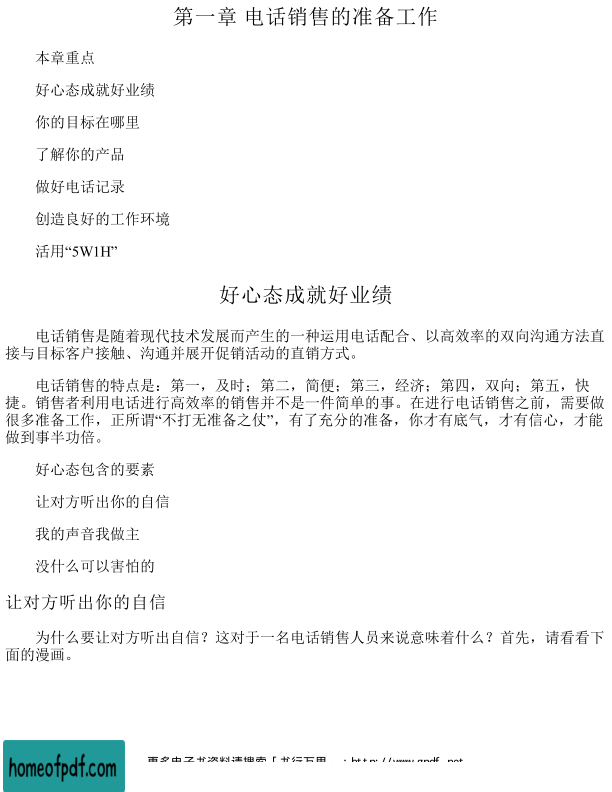 第一章 电话销售的准备工作
本章重点
好心态成就好业绩
你的目标在哪里
了解你的产品
做好电话记录
创造良好的工作环境
活用“5W1H”
好心态成就好业绩
电话销售是随着现代技术发展而产生的一种运用电话配合、以高效率的双向沟通方法直
接与目标客户接触、沟通并展开促销活动的直销方式。
电话销售的特点是：第一，及时；第二，简便；第三，经济；第四，双向；第五，快
捷。销售者利用电话进行高效率的销售并不是一件简单的事。在进行电话销售之前，需要做
很多准备工作，正所谓“不打无准备之仗”，有了充分的准备，你才有底气，才有信心，才能
做到事半功倍。
好心态包含的要素
让对方听出你的自信
我的声音我做主
没什么可以害怕的
让对方听出你的自信
为什么要让对方听出自信？这对于一名电话销售人员来说意味着什么？首先，请看看下
面的漫画。
更多电子书资料请搜索「书行万里
homeofpdf.com